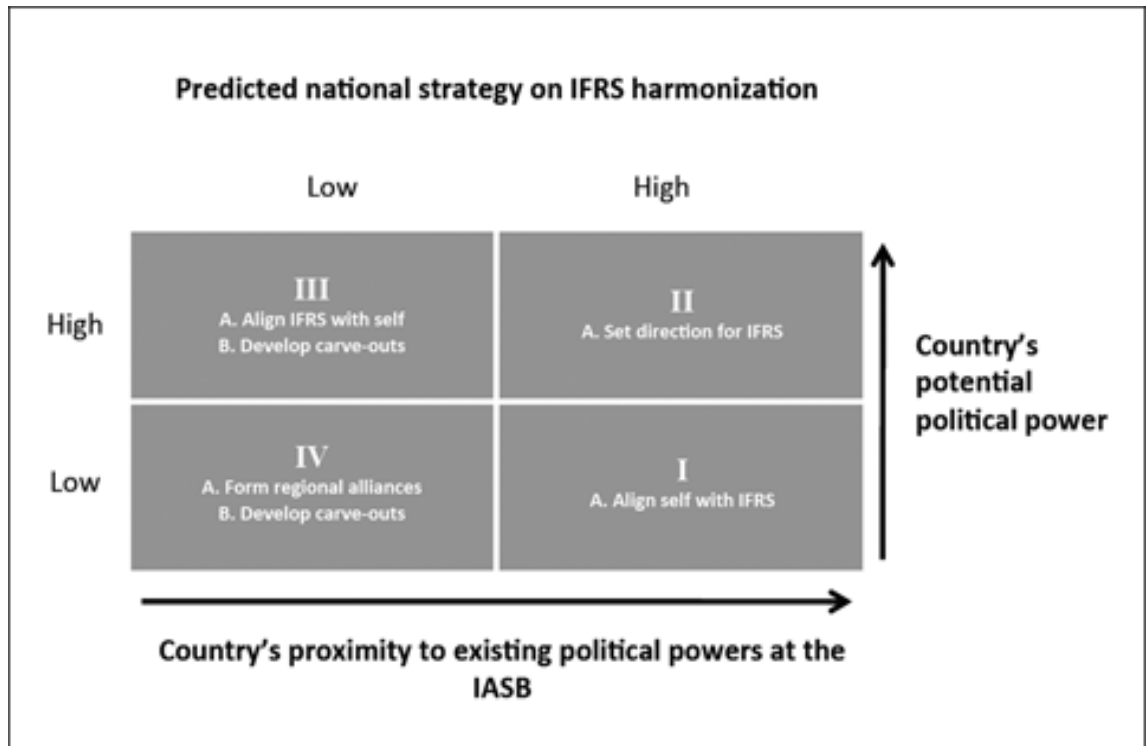 Predicted national strategy on IFRS harmonization
Low
High
High
III
A. Align IFRS with self
B. Develop carve-outs
II
A. Set direction for IFRS
Country’s
potential
political power
Low
IV
A. Form regional alliances
B. Develop carve-outs
I
A. Align self with IFRS
Country’s proximity to existing political powers at the
IASB